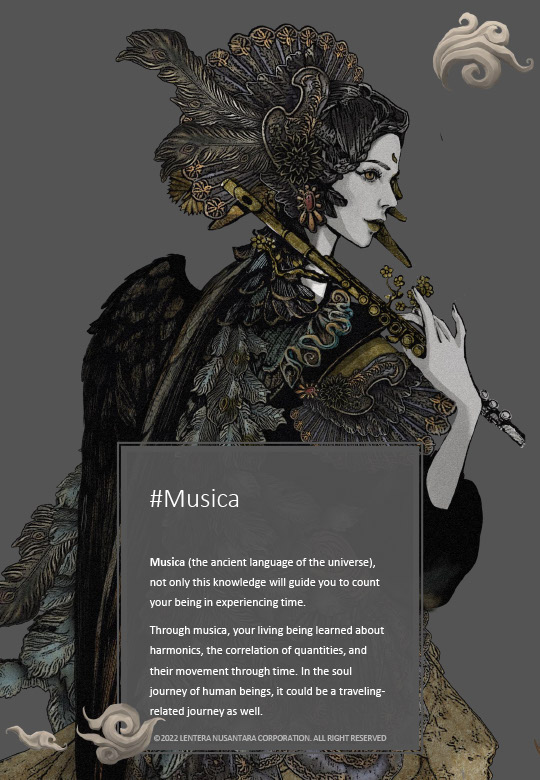 #Musica
Musica (the ancient language of the universe),
not only this knowledge will guide you to count
your being in experiencing time.
Through musica, your living being learned about
harmonics, the correlation of quantities, and
their movement through time. In the soul
journey of human beings, it could be a traveling-
related journey as well.
©2022 LENTERA NUSANTARA CORPORATION. ALL RIGHT RESERVED